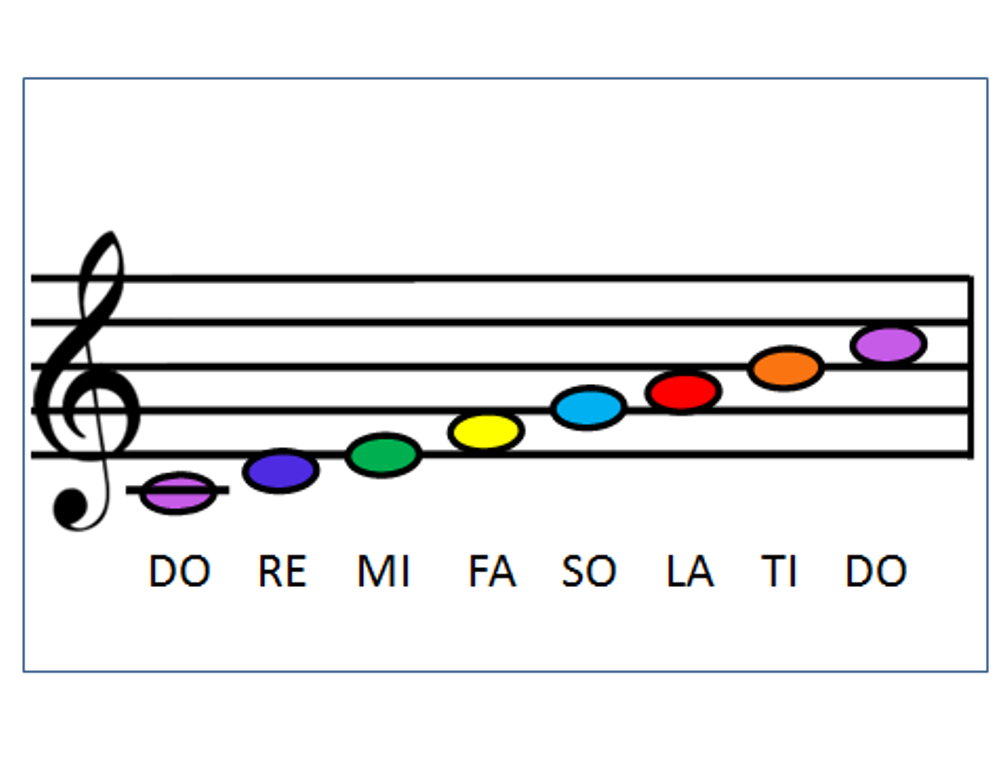 DO RE MI FA SO LA TI DO